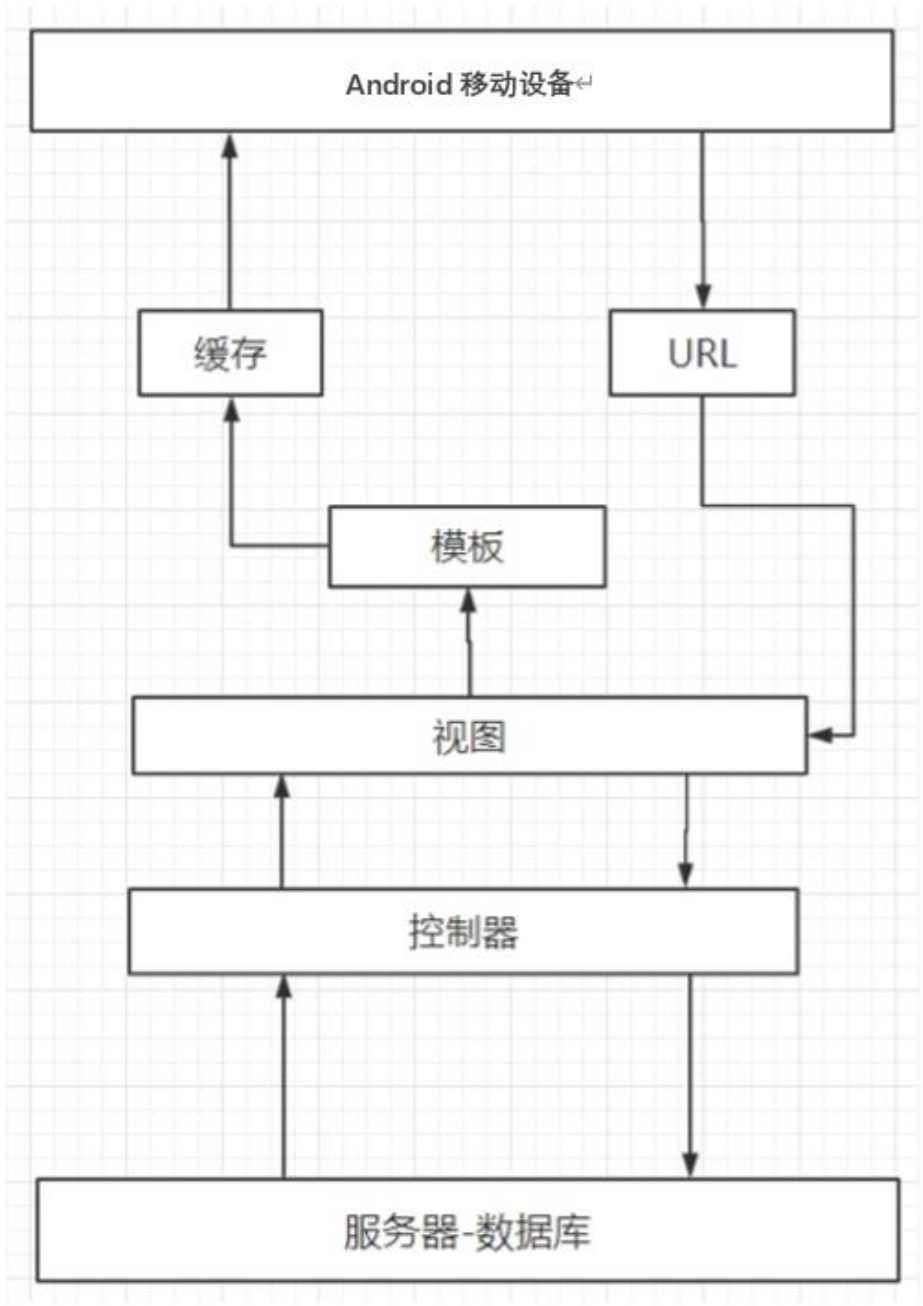 Android 移动设备↵
缓存
URL
模板
视图
控制器
服务器-数据库